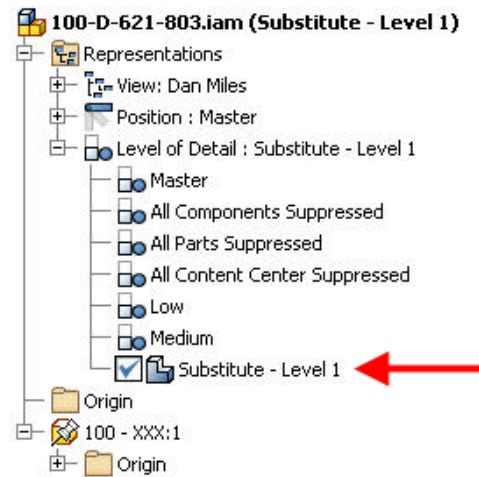 100-D-621-803.iam (Substitute - Level 1)
Representations
View: Dan Miles
Position : Master
Level of Detail : Substitute - Level 1
Master
All Components Suppressed
All Parts Suppressed
All Content Center Suppressed
Low
Medium
Substitute - Level 1
Origin
100 - XXX:1
Origin